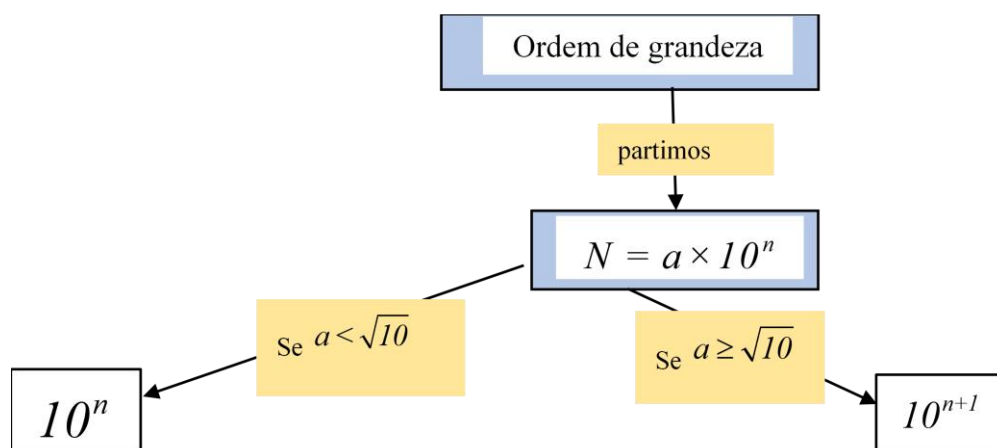 Ordem de grandeza
partimos
N = a × 10ⁿ
Se a < √10
Se a ≥ √10
10ⁿ
10ⁿ⁺¹